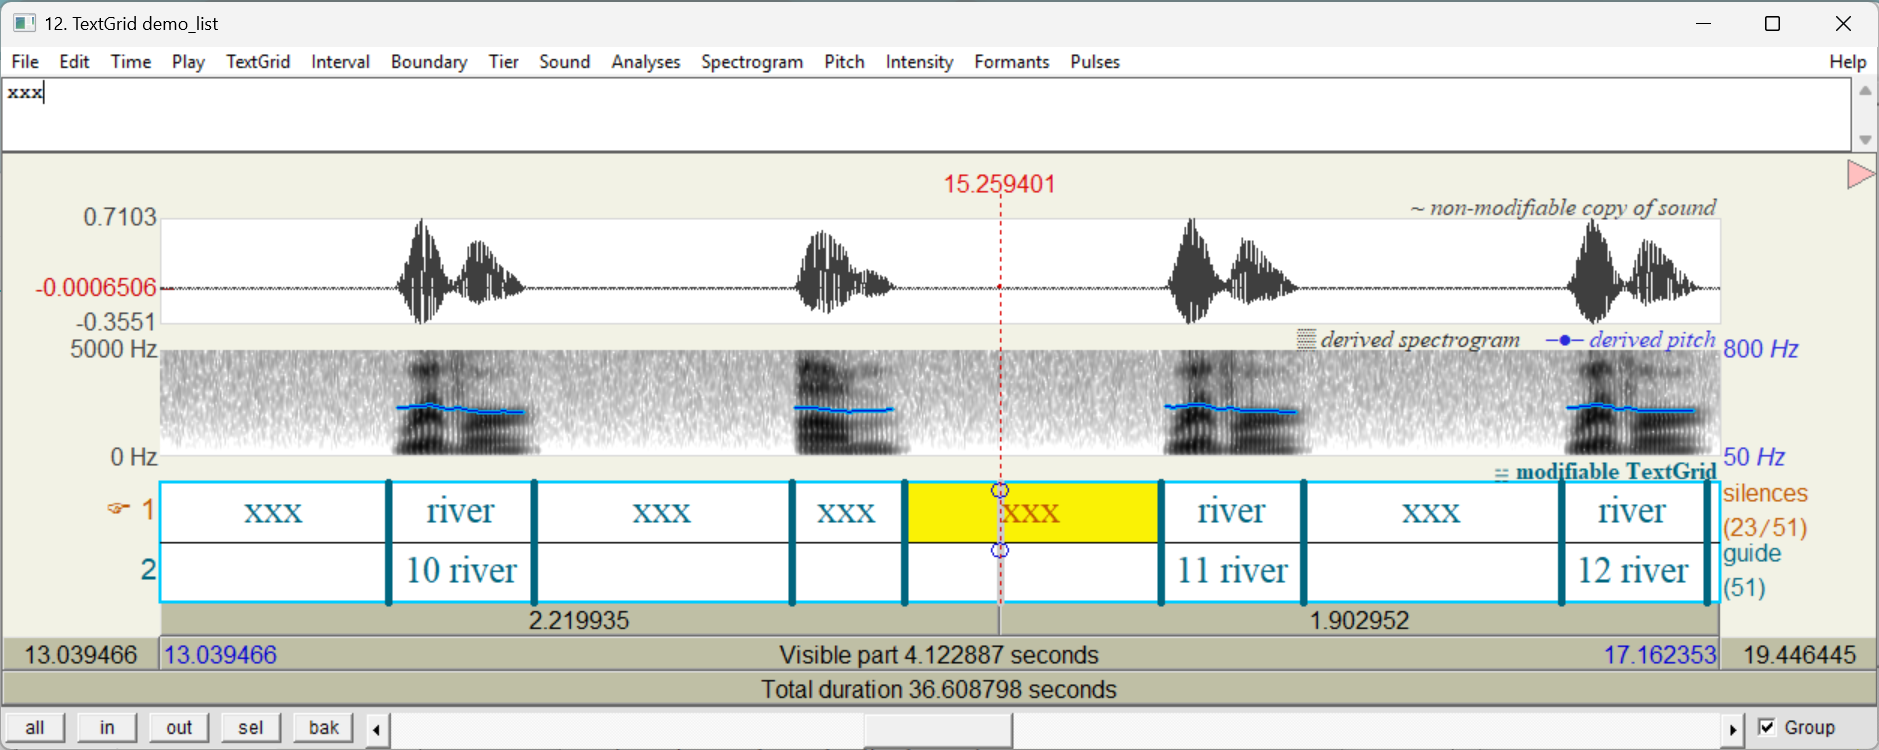 12. TextGrid demo_list
File Edit Time Play TextGrid Interval Boundary Tier Sound Analyses Spectrogram Pitch Intensity Formants Pulses Help
xxx
15.259401
0.7103
~ non-modifiable copy of sound
-0.0006506
-0.3551
5000 Hz
derived spectrogram
derived pitch
800 Hz
0 Hz
50 Hz
modifiable TextGrid
1 xxx river xxx xxx xxx river xxx river silences
(23/51)
2 10 river 11 river 12 river guide
(51)
2.219935 1.902952
13.039466 13.039466 Visible part 4.122887 seconds 17.162353 19.446445
Total duration 36.608798 seconds
all in out sel bak Group